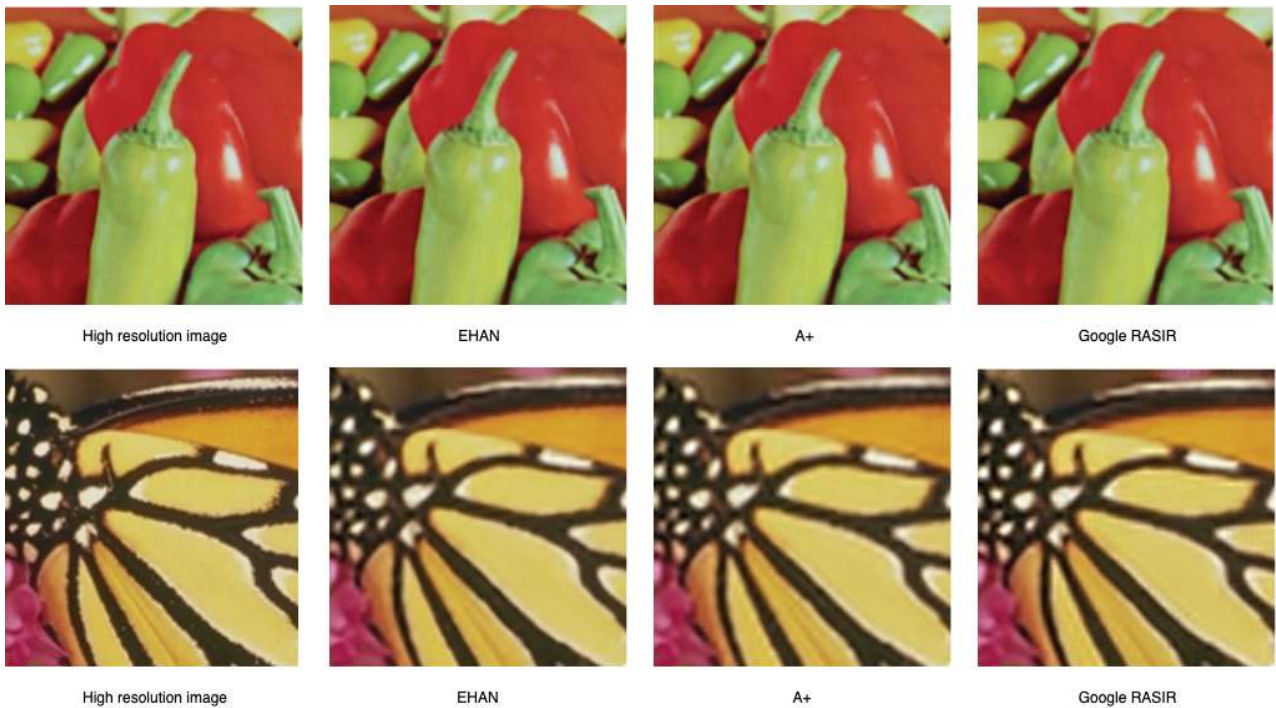 High resolution image
EHAN
A+
Google RASIR
High resolution image
EHAN
A+
Google RASIR